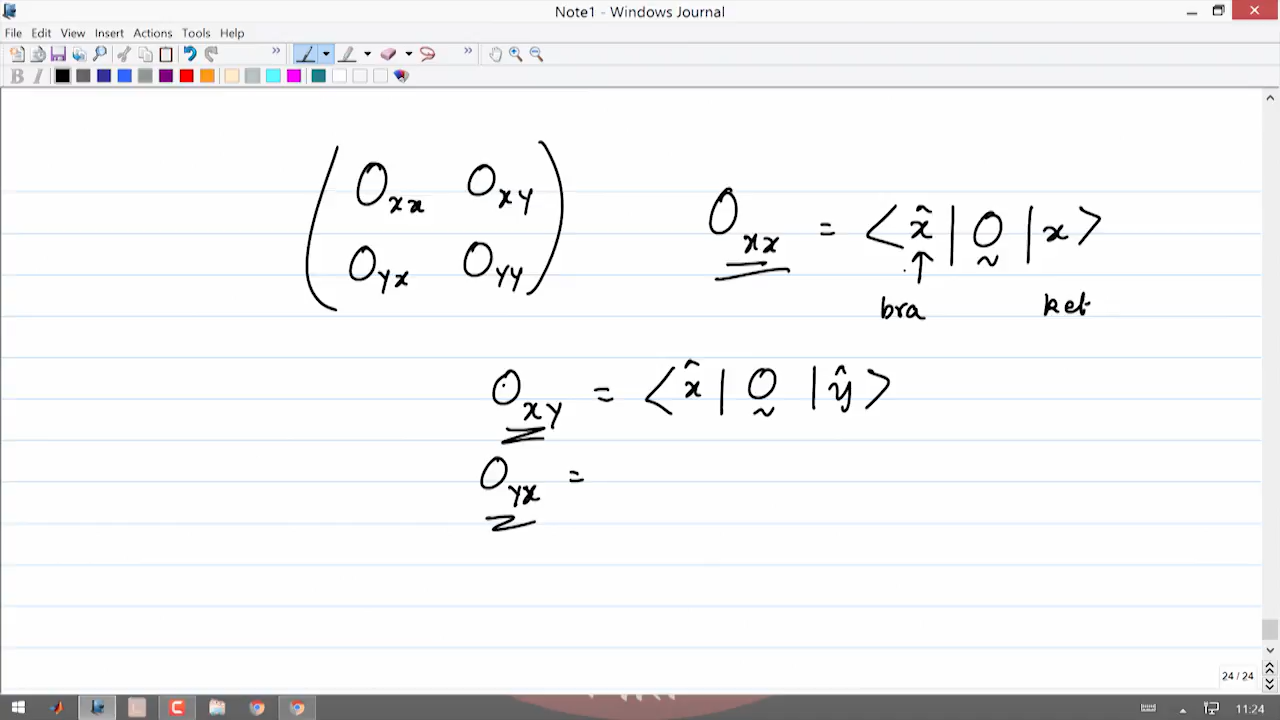 Note1 - Windows Journal
File Edit View Insert Actions Tools Help
B I
O_xx O_xy
O_yx O_yy
O_xx = <x̂|O̰|x>
bra ket
O_xy = <x̂|O̰|ŷ>
O_yx =
24 / 24
11:24